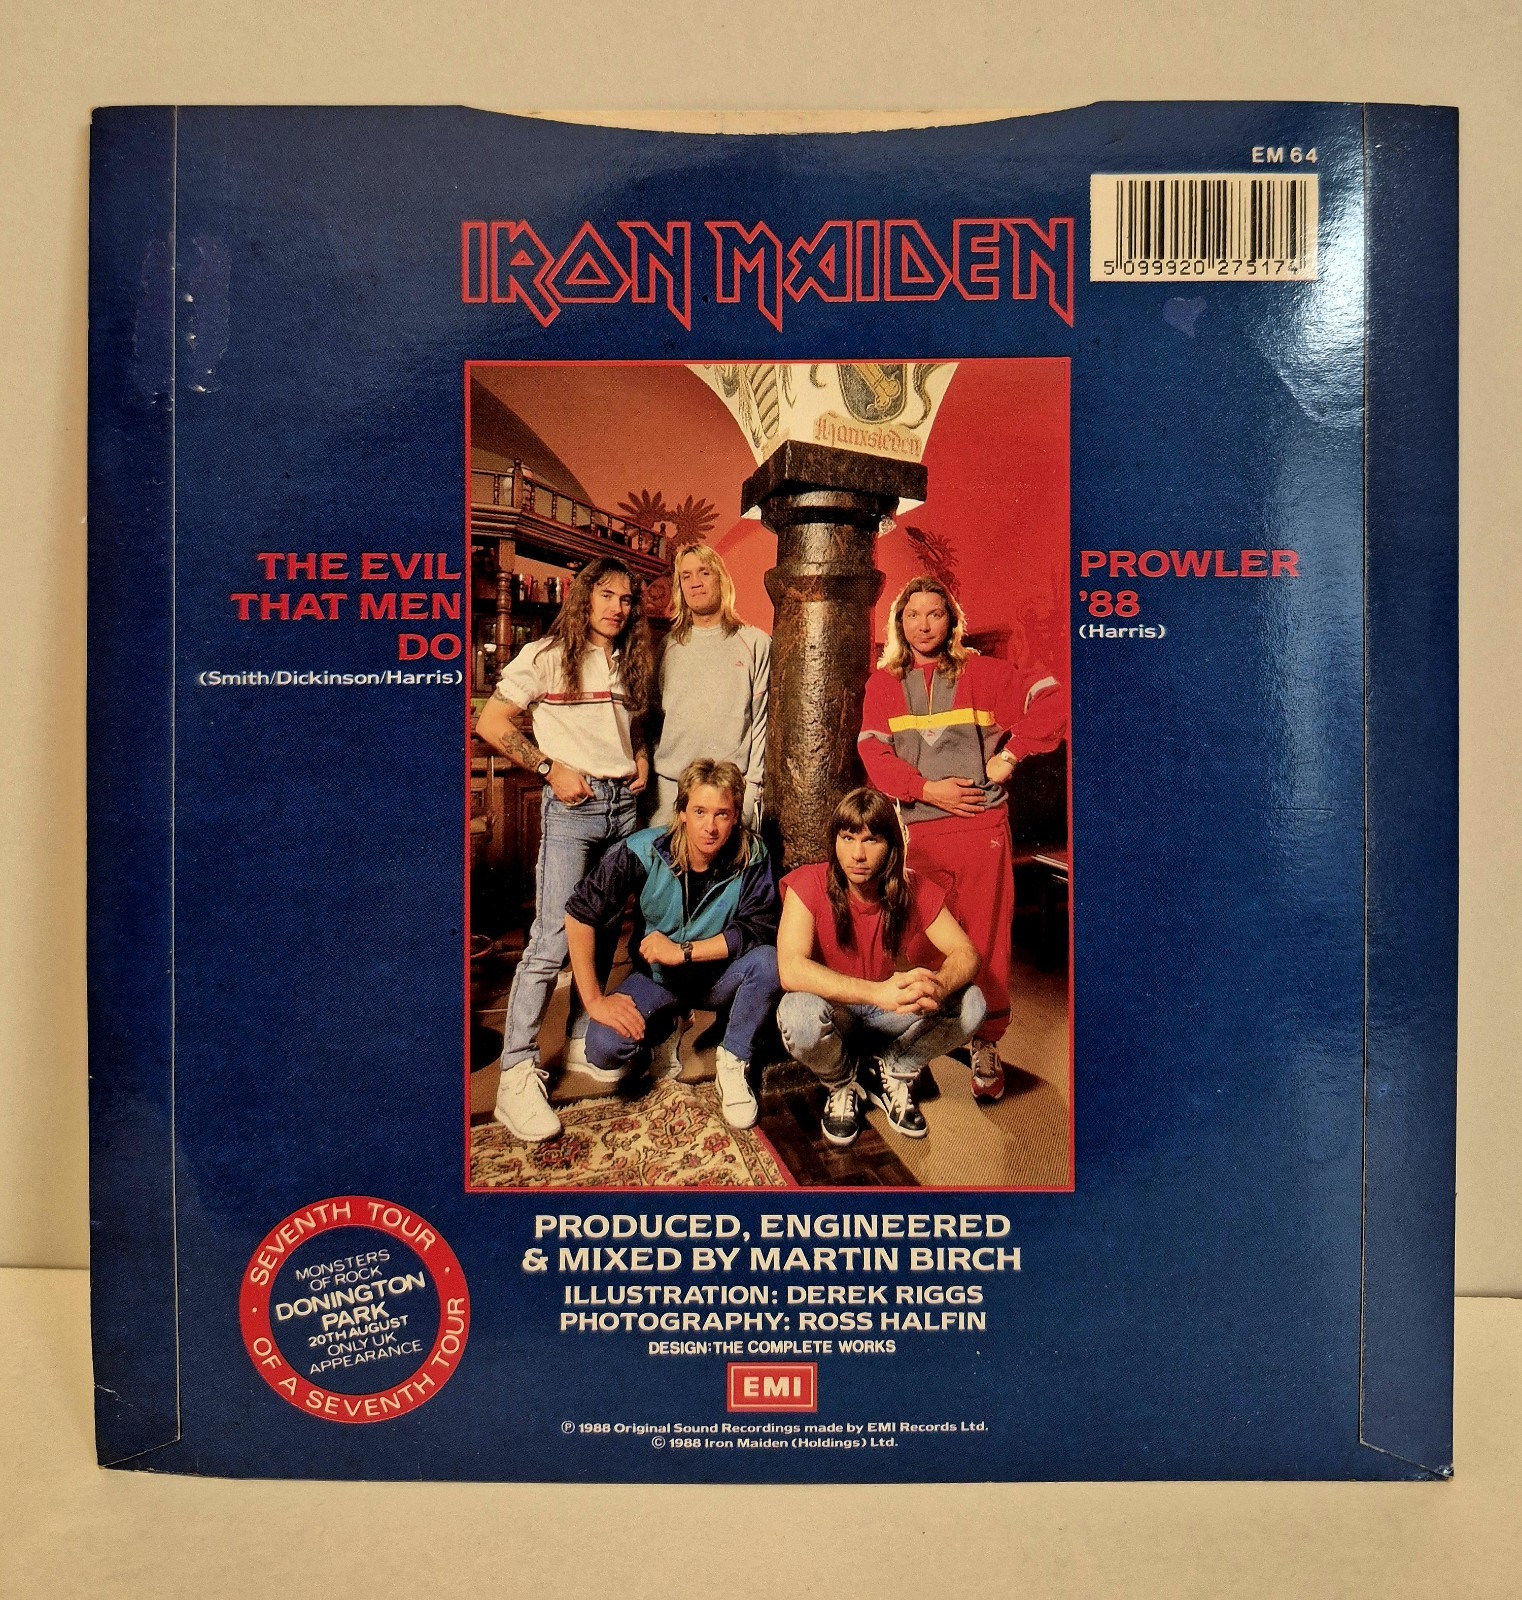 EM 64
5 099920 275174
IRON MAIDEN
THE EVIL
THAT MEN
DO
(Smith/Dickinson/Harris)
PROWLER
'88
(Harris)
SEVENTH TOUR
OF A SEVENTH TOUR
MONSTERS
OF ROCK
DONINGTON
PARK
20TH AUGUST
ONLY UK
APPEARANCE
PRODUCED, ENGINEERED
& MIXED BY MARTIN BIRCH
ILLUSTRATION: DEREK RIGGS
PHOTOGRAPHY: ROSS HALFIN
DESIGN: THE COMPLETE WORKS
EMI
℗ 1988 Original Sound Recordings made by EMI Records Ltd.
© 1988 Iron Maiden (Holdings) Ltd.